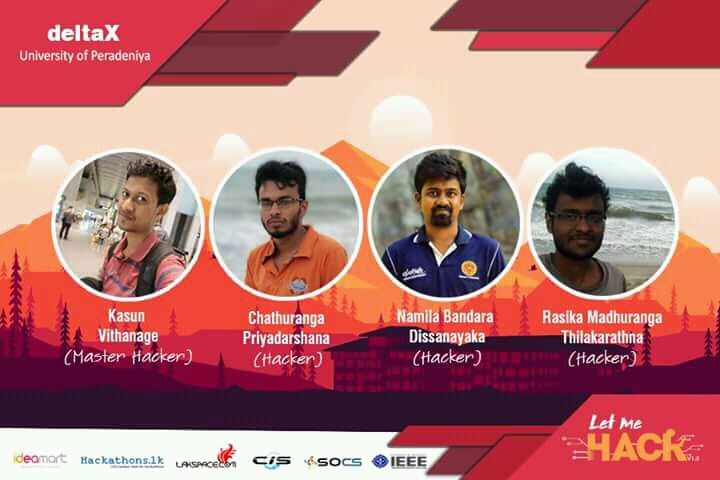 deltaX
University of Peradeniya
Kasun
Vithanage
(Master Hacker)
Chathuranga
Priyadarshana
(Hacker)
Namila Bandara
Dissanayaka
(Hacker)
Rasika Madhuranga
Thilakarathna
(Hacker)
Let me
HACK
ideamart
Hackathons.lk
LAKSPACE.COM
CIS
SOCS
IEEE